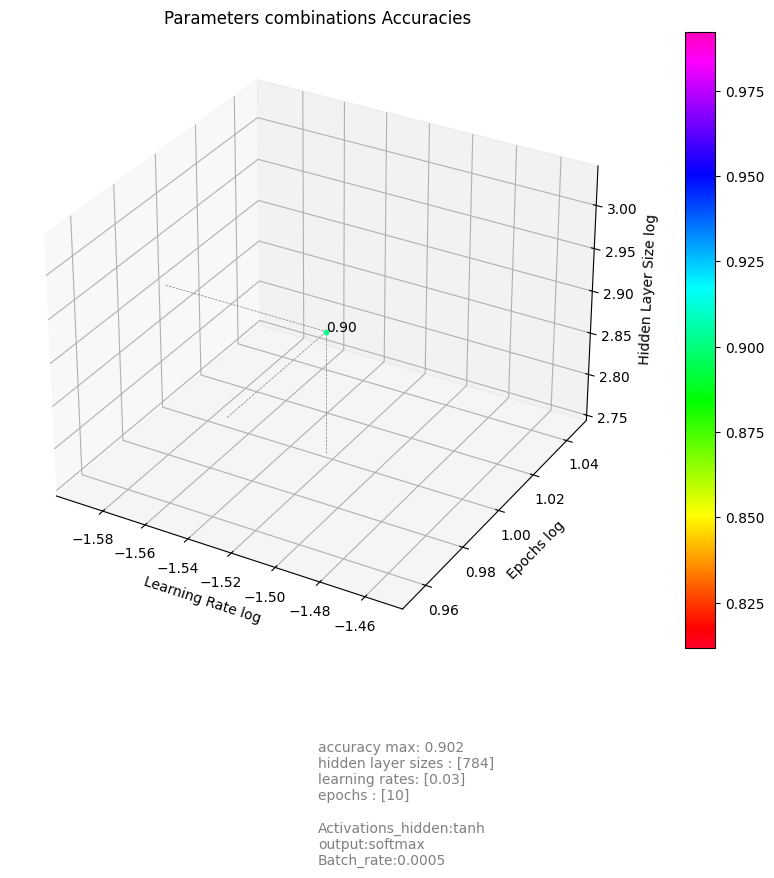 Parameters combinations Accuracies
0.975
0.950
0.925
0.900
0.875
0.850
0.825
3.00
2.95
2.90
2.85
2.80
2.75
Hidden Layer Size log
0.90
1.04
1.02
1.00
0.98
0.96
Epochs log
−1.58
−1.56
−1.54
−1.52
−1.50
−1.48
−1.46
Learning Rate log
accuracy max: 0.902
hidden layer sizes : [784]
learning rates: [0.03]
epochs : [10]
Activations_hidden:tanh
output:softmax
Batch_rate:0.0005